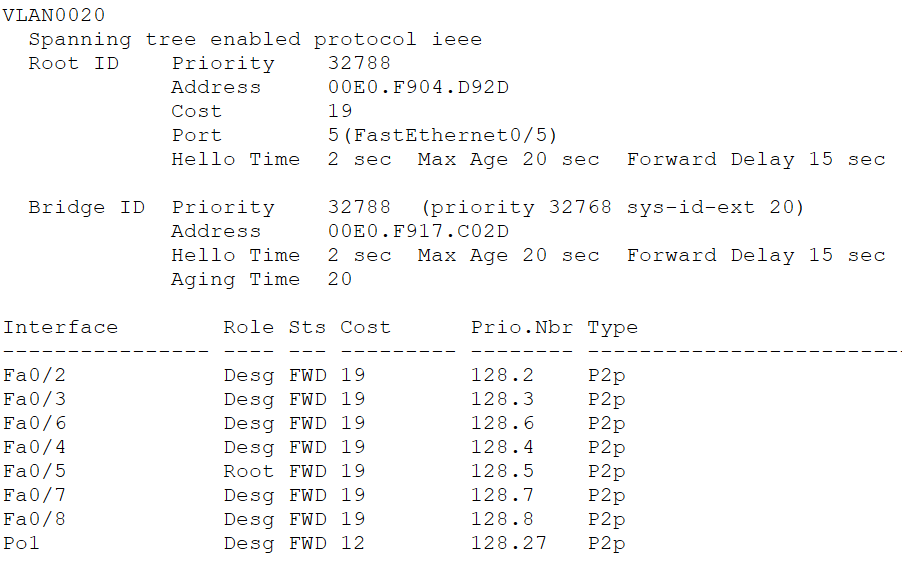 VLAN0020
  Spanning tree enabled protocol ieee
  Root ID    Priority    32788
             Address     00E0.F904.D92D
             Cost        19
             Port        5(FastEthernet0/5)
             Hello Time  2 sec  Max Age 20 sec  Forward Delay 15 sec

  Bridge ID  Priority    32788  (priority 32768 sys-id-ext 20)
             Address     00E0.F917.C02D
             Hello Time  2 sec  Max Age 20 sec  Forward Delay 15 sec
             Aging Time  20

Interface        Role Sts Cost      Prio.Nbr Type
---------------- ---- --- --------- -------- -------------------------
Fa0/2            Desg FWD 19        128.2    P2p
Fa0/3            Desg FWD 19        128.3    P2p
Fa0/6            Desg FWD 19        128.6    P2p
Fa0/4            Desg FWD 19        128.4    P2p
Fa0/5            Root FWD 19        128.5    P2p
Fa0/7            Desg FWD 19        128.7    P2p
Fa0/8            Desg FWD 19        128.8    P2p
Po1              Desg FWD 12        128.27   P2p